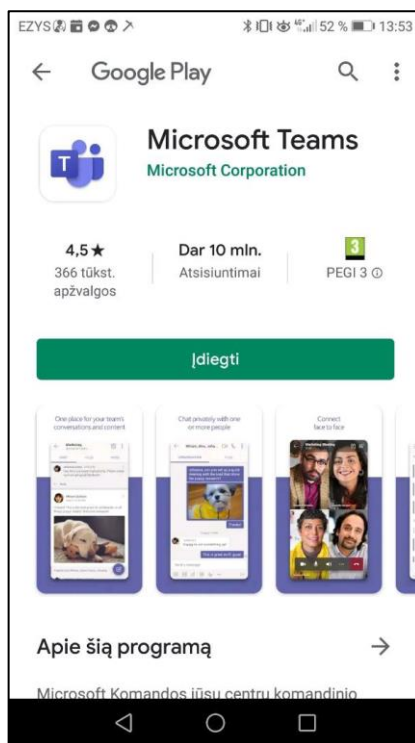 EZYS
52 % 13:53
Google Play
Microsoft Teams
Microsoft Corporation
4,5★
366 tūkst.
apžvalgos
Dar 10 mln.
Atsisiuntimai
3
PEGI 3
Įdiegti
One place for your team's
conversations and content
Chat privately with one
or more people
Connect
face to face
Apie šią programą
Microsoft Komandos jūsų centrų komandinio